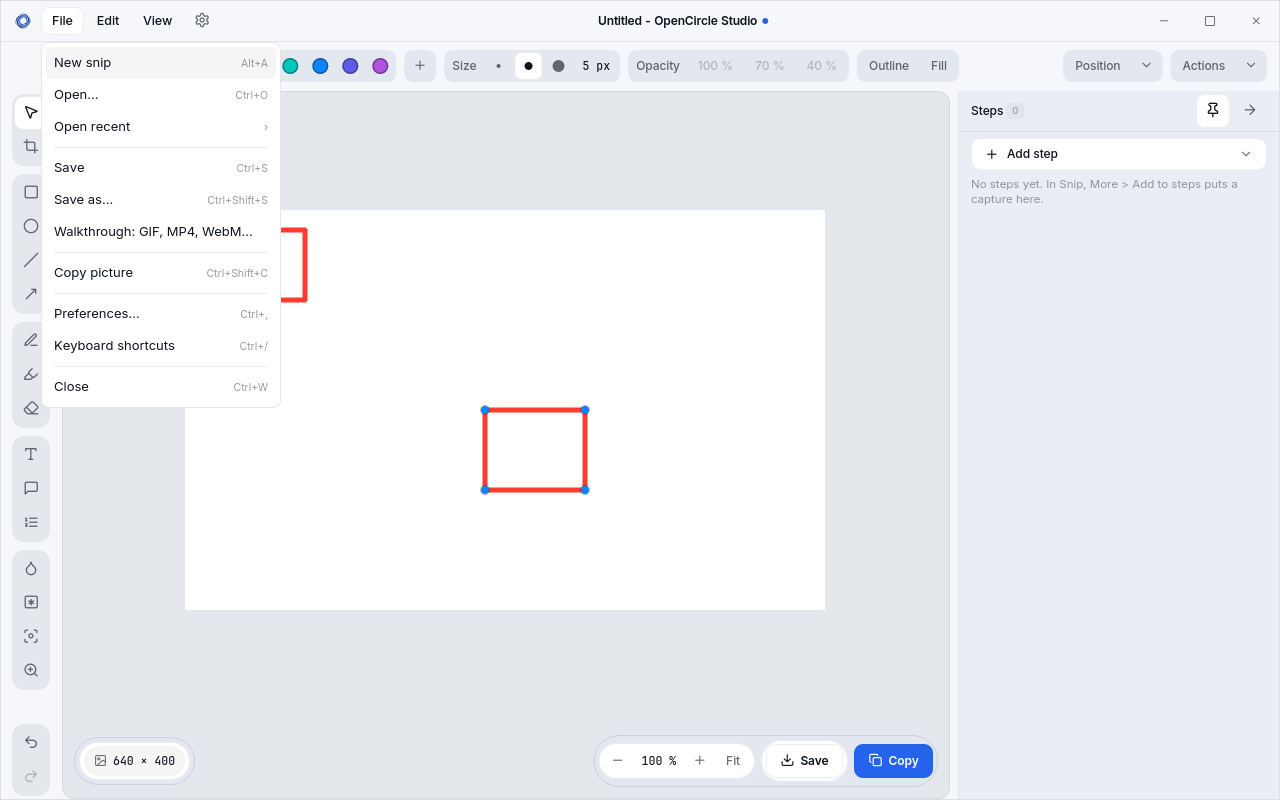 File Edit View Untitled - OpenCircle Studio
New snip Alt+A
Open... Ctrl+O
Open recent
Save Ctrl+S
Save as... Ctrl+Shift+S
Walkthrough: GIF, MP4, WebM...
Copy picture Ctrl+Shift+C
Preferences... Ctrl+,
Keyboard shortcuts Ctrl+/
Close Ctrl+W
Size 5 px Opacity 100 % 70 % 40 % Outline Fill Position Actions
Steps 0
Add step
No steps yet. In Snip, More > Add to steps puts a
capture here.
640 × 400
100 % Fit Save Copy